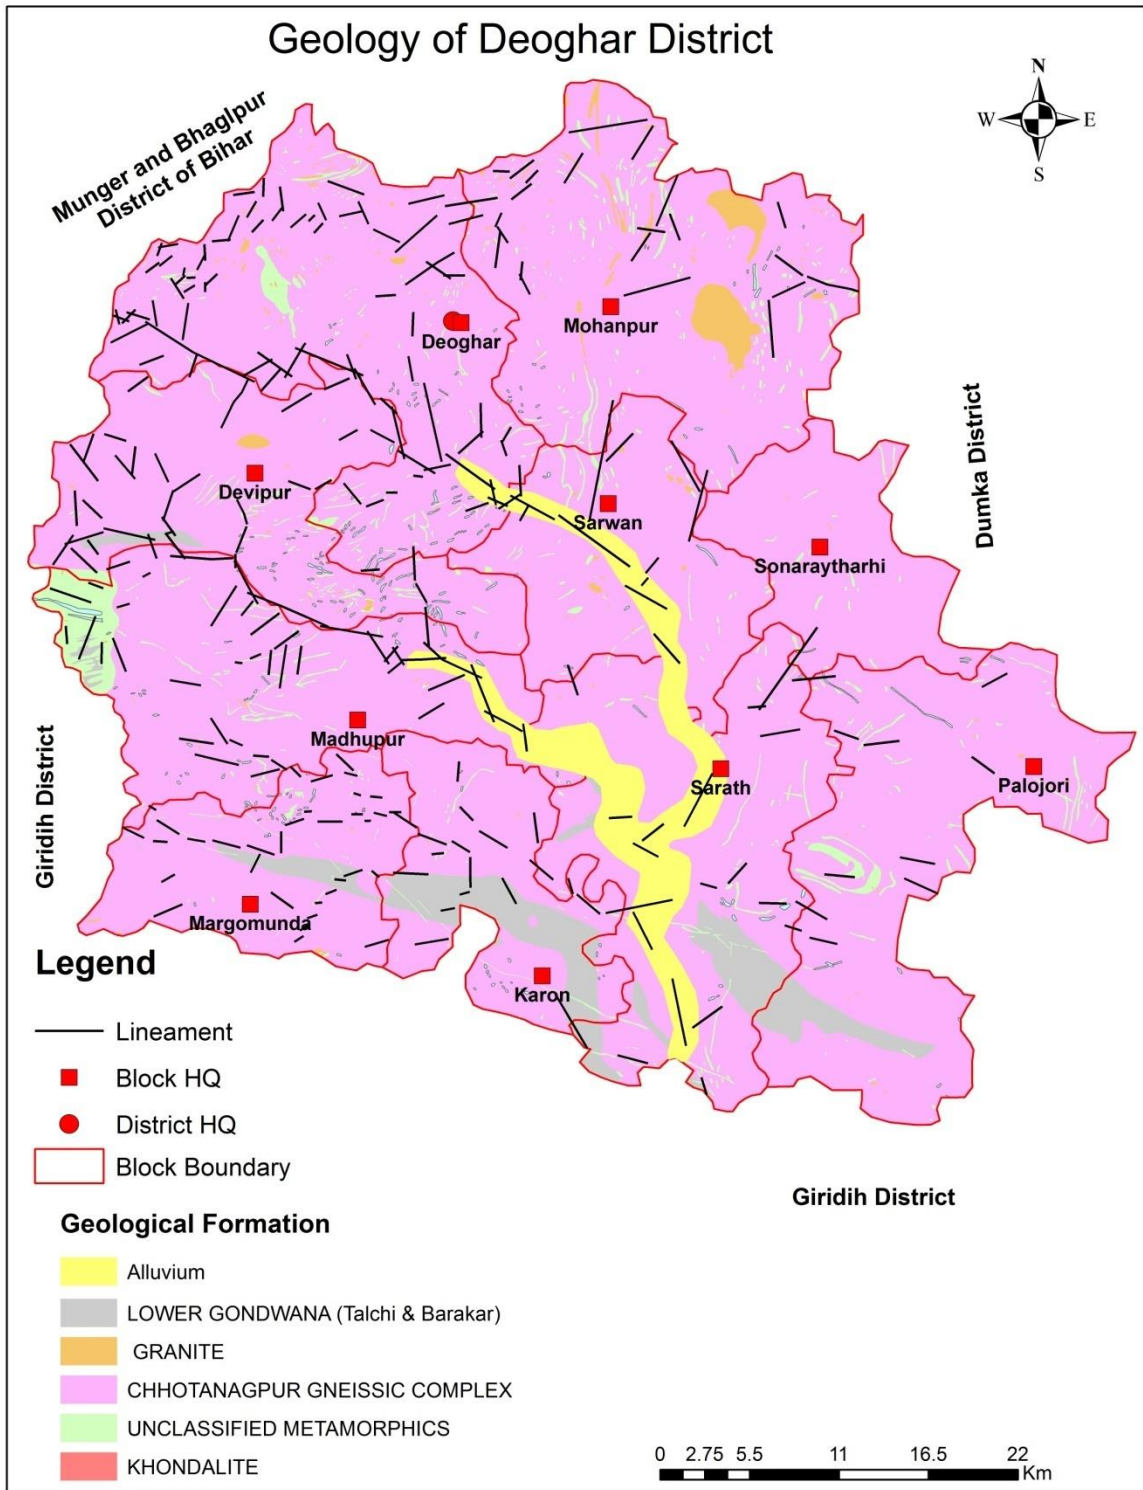 Geology of Deoghar District
N
W
E
S
Munger and Bhaglpur
District of Bihar
Deoghar
Mohanpur
Dumka District
Devipur
Sarwan
Sonaraytharhi
Madhupur
Sarath
Palojori
Giridih District
Margomunda
Karon
Legend
Lineament
Block HQ
District HQ
Block Boundary
Giridih District
Geological Formation
Alluvium
LOWER GONDWANA (Talchi & Barakar)
GRANITE
CHHOTANAGPUR GNEISSIC COMPLEX
UNCLASSIFIED METAMORPHICS
KHONDALITE
0 2.75 5.5 11 16.5 22
Km